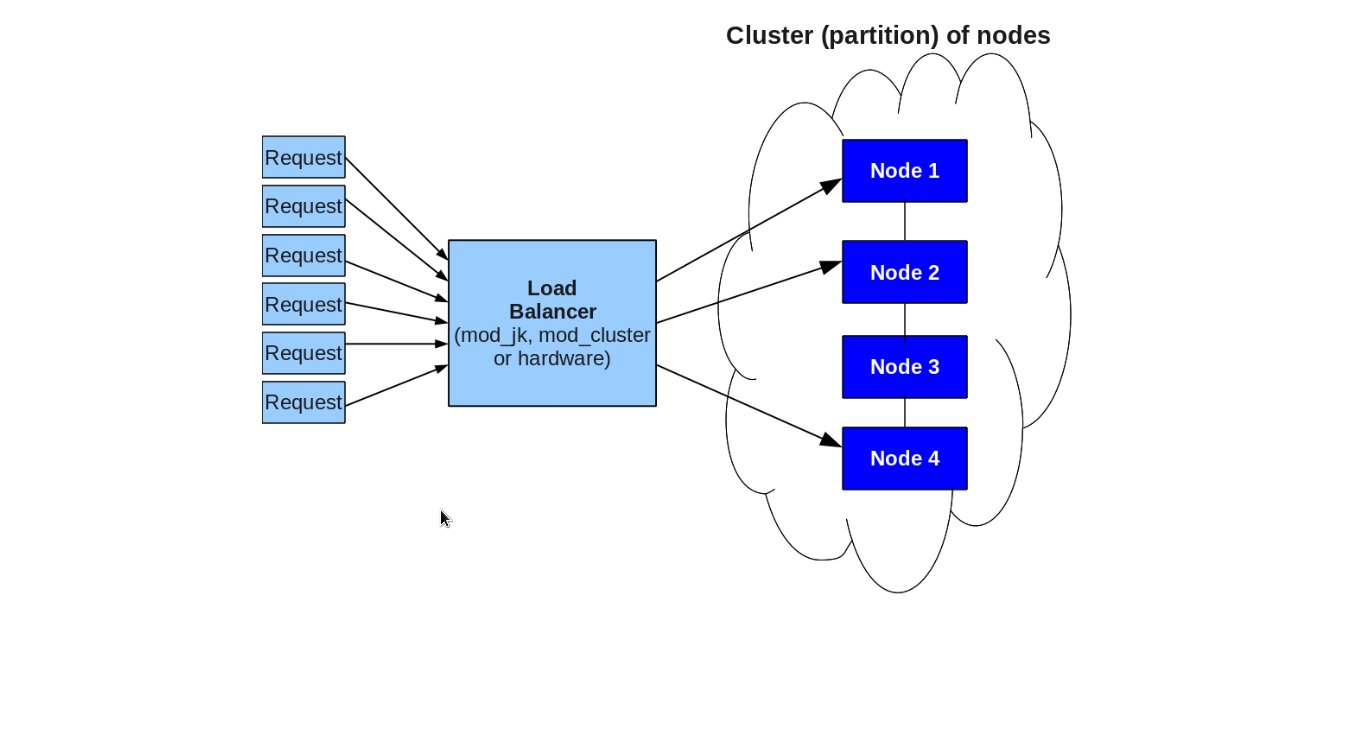 Cluster (partition) of nodes
Request
Request
Request
Request
Request
Request
Load
Balancer
(mod_jk, mod_cluster
or hardware)
Node 1
Node 2
Node 3
Node 4